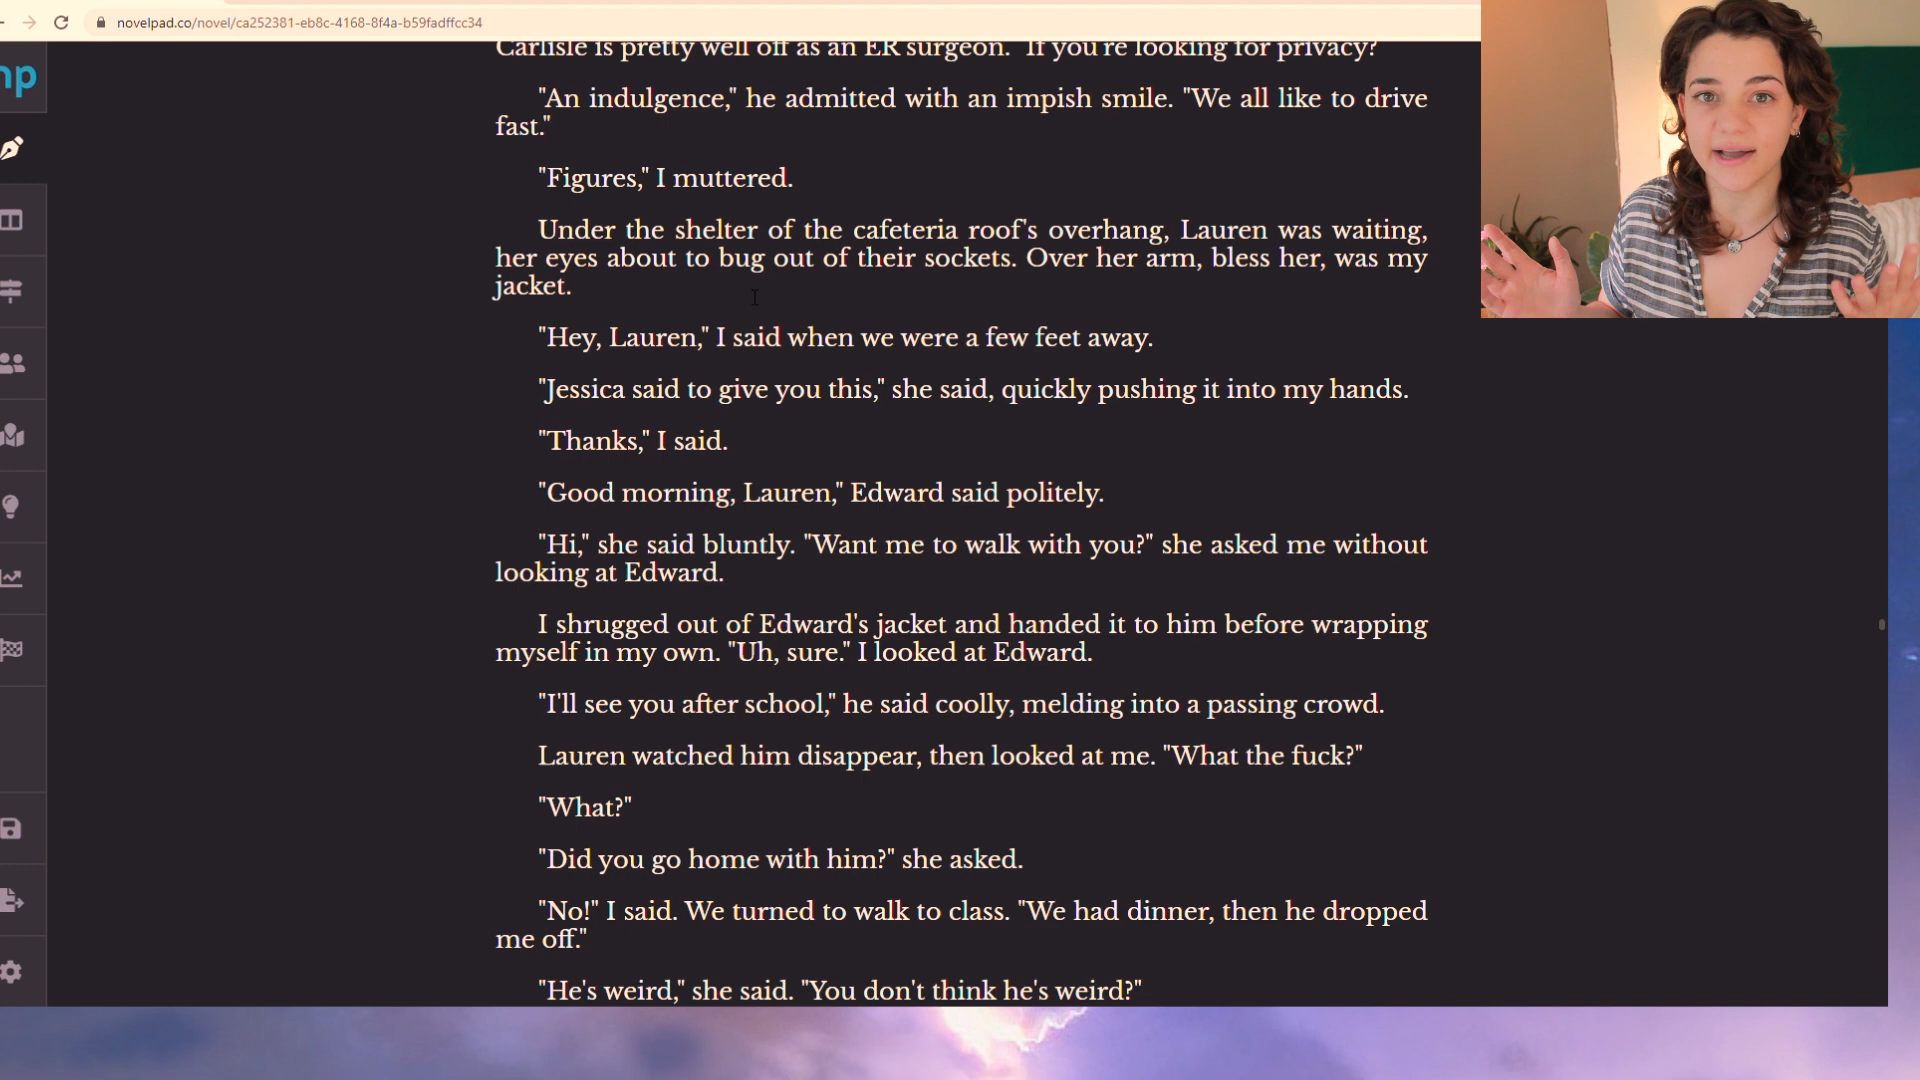 novelpad.co/novel/ca252381-eb8c-4168-8f4a-b59fadffcc34
np
Carlisle is pretty well off as an ER surgeon. If you're looking for privacy?
"An indulgence," he admitted with an impish smile. "We all like to drive
fast."
"Figures," I muttered.
Under the shelter of the cafeteria roof's overhang, Lauren was waiting,
her eyes about to bug out of their sockets. Over her arm, bless her, was my
jacket.
"Hey, Lauren," I said when we were a few feet away.
"Jessica said to give you this," she said, quickly pushing it into my hands.
"Thanks," I said.
"Good morning, Lauren," Edward said politely.
"Hi," she said bluntly. "Want me to walk with you?" she asked me without
looking at Edward.
I shrugged out of Edward's jacket and handed it to him before wrapping
myself in my own. "Uh, sure." I looked at Edward.
"I'll see you after school," he said coolly, melding into a passing crowd.
Lauren watched him disappear, then looked at me. "What the fuck?"
"What?"
"Did you go home with him?" she asked.
"No!" I said. We turned to walk to class. "We had dinner, then he dropped
me off."
"He's weird," she said. "You don't think he's weird?"